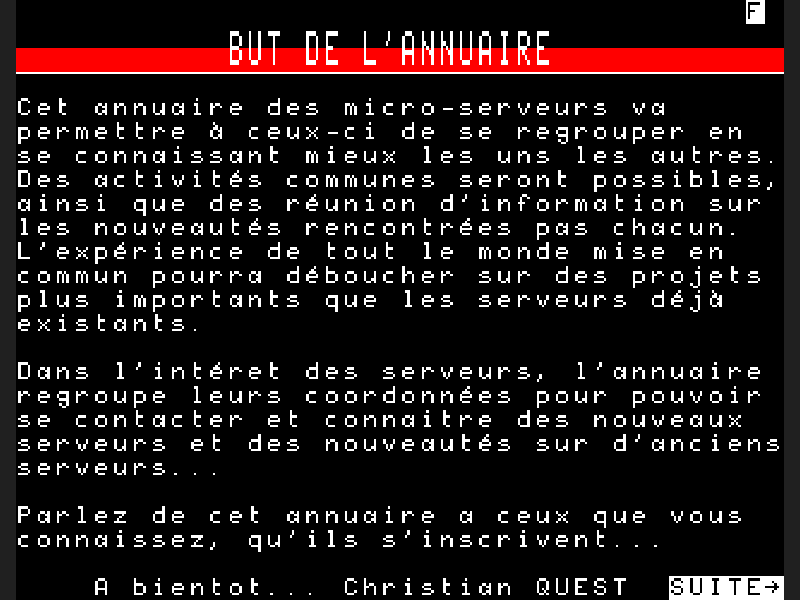 F
BUT DE L'ANNUAIRE
Cet annuaire des micro-serveurs va
permettre à ceux-ci de se regrouper en
se connaissant mieux les uns les autres.
Des activités communes seront possibles,
ainsi que des réunion d'information sur
les nouveautés rencontrées pas chacun.
L'expérience de tout le monde mise en
commun pourra déboucher sur des projets
plus importants que les serveurs déjà
existants.
Dans l'intéret des serveurs, l'annuaire
regroupe leurs coordonnées pour pouvoir
se contacter et connaitre des nouveaux
serveurs et des nouveautés sur d'anciens
serveurs...
Parlez de cet annuaire a ceux que vous
connaissez, qu'ils s'inscrivent...
A bientot... Christian QUEST SUITE→